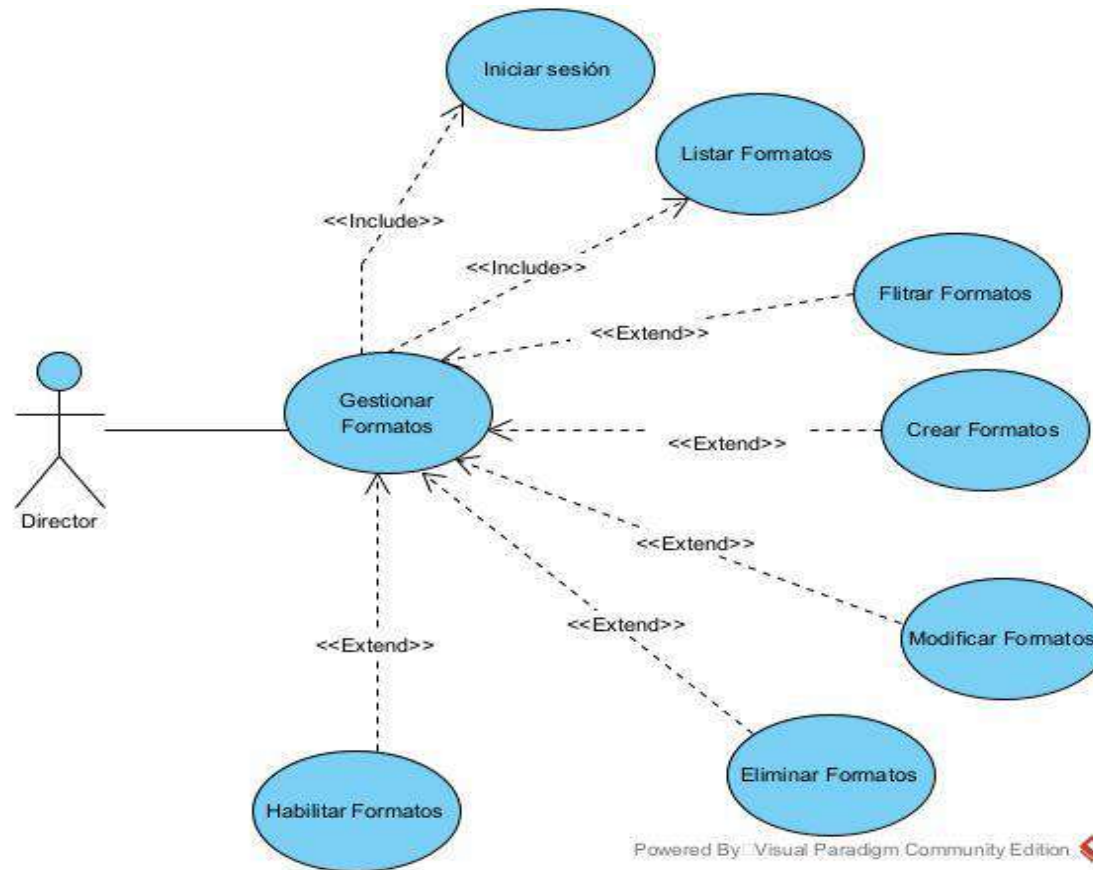 Iniciar sesión
Listar Formatos
<<Include>>
<<Include>>
Flitrar Formatos
<<Extend>>
Gestionar
Formatos
Crear Formatos
<<Extend>>
Director
<<Extend>>
<<Extend>>
Modificar Formatos
<<Extend>>
Eliminar Formatos
Habilitar Formatos
Powered By Visual Paradigm Community Edition